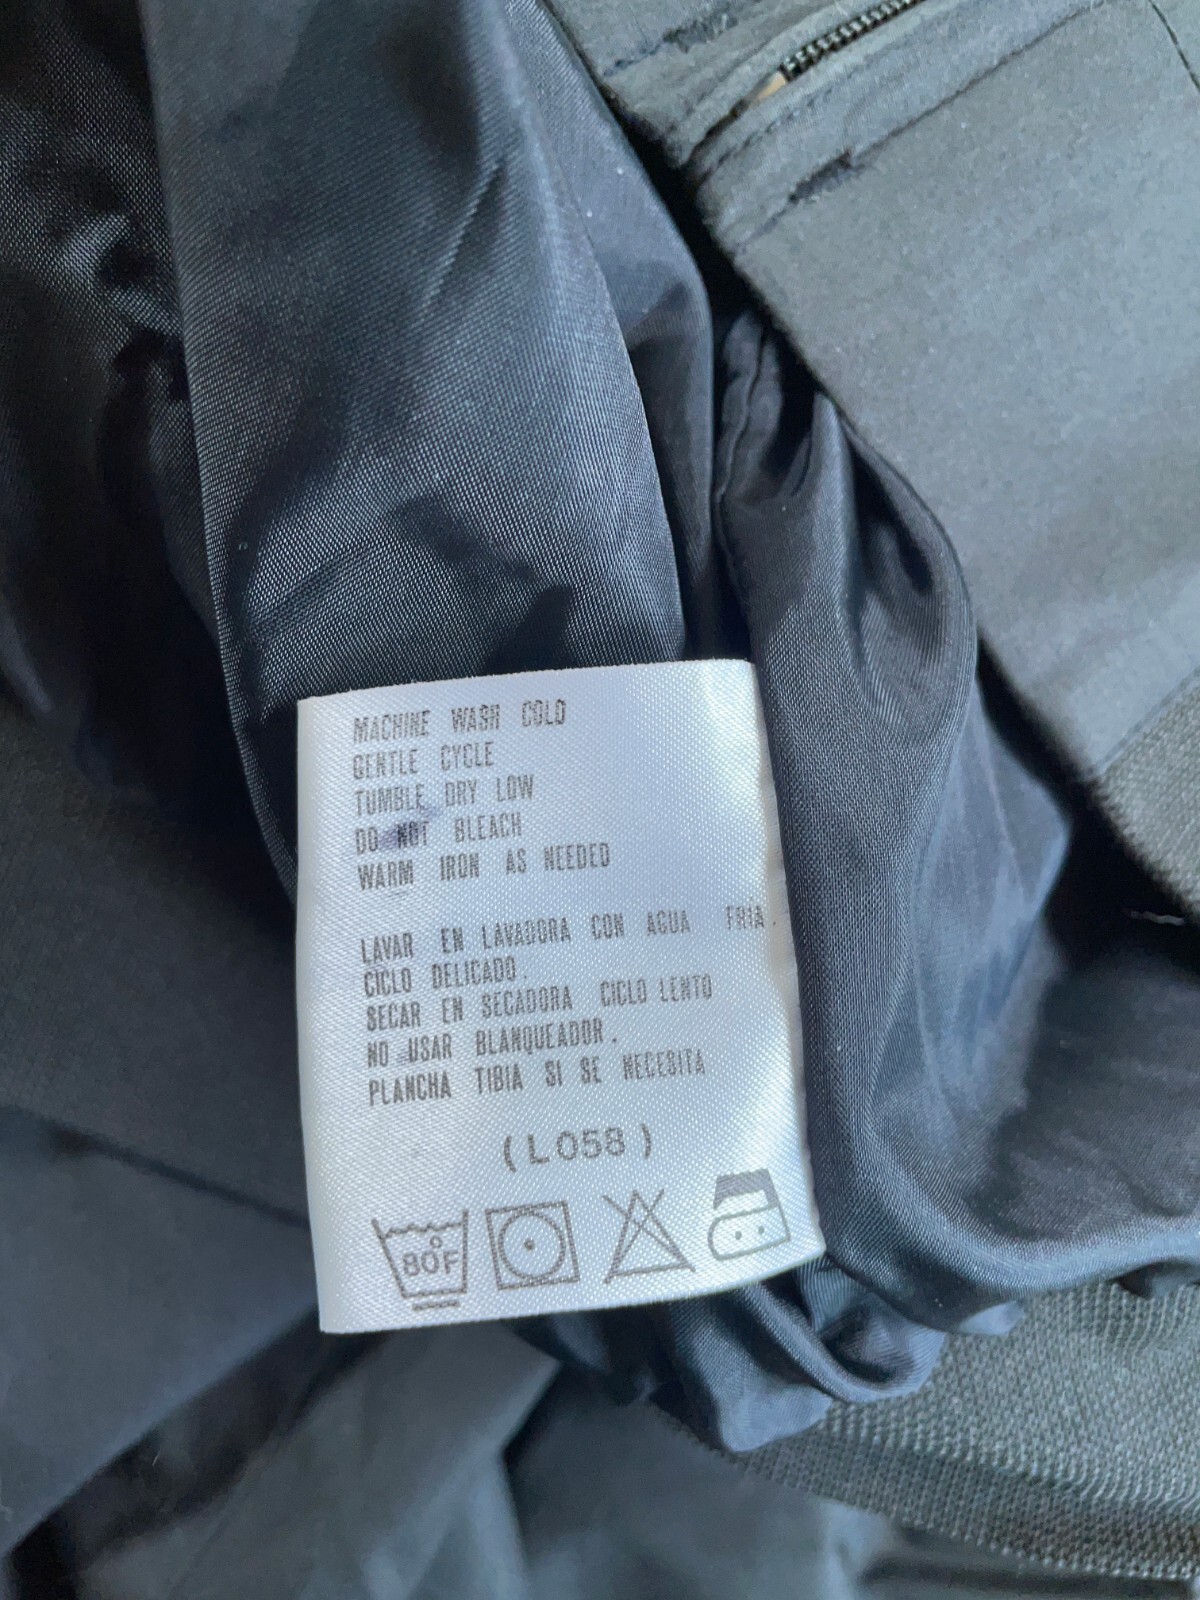 MACHINE WASH COLD
GENTLE CYCLE
TUMBLE DRY LOW
DO NOT BLEACH
WARM IRON AS NEEDED
LAVAR EN LAVADORA CON AGUA FRIA.
CICLO DELICADO.
SECAR EN SECADORA CICLO LENTO
NO USAR BLANQUEADOR.
PLANCHA TIBIA SI SE NECESITA
(L058)
80°F